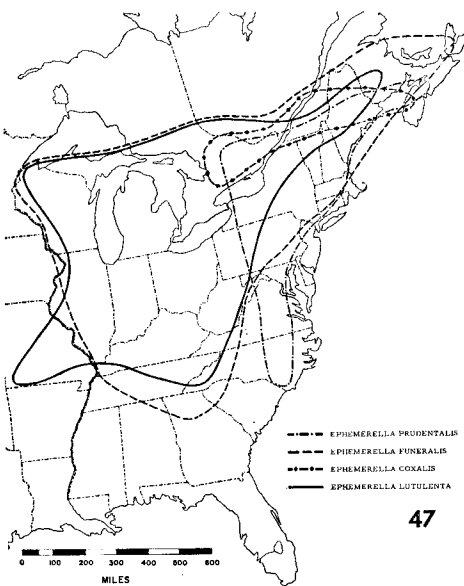 EPHEMERELLA PRUDENTALIS
EPHEMERELLA FUNERALIS
EPHEMERELLA COXALIS
EPHEMERELLA LUTULENTA
47
0 100 200 300 400 500 600
MILES